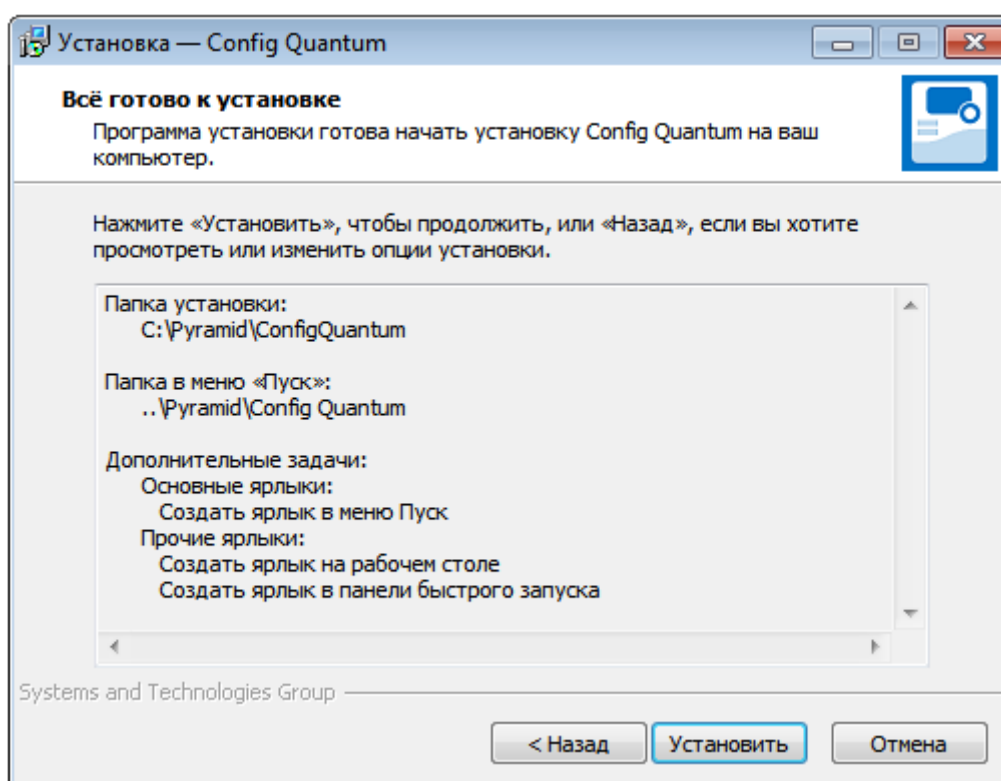 Установка — Config Quantum
Всё готово к установке
Программа установки готова начать установку Config Quantum на ваш
компьютер.
Нажмите «Установить», чтобы продолжить, или «Назад», если вы хотите
просмотреть или изменить опции установки.
Папка установки:
C:\Pyramid\ConfigQuantum
Папка в меню «Пуск»:
..\Pyramid\Config Quantum
Дополнительные задачи:
Основные ярлыки:
Создать ярлык в меню Пуск
Прочие ярлыки:
Создать ярлык на рабочем столе
Создать ярлык в панели быстрого запуска
Systems and Technologies Group
< Назад
Установить
Отмена